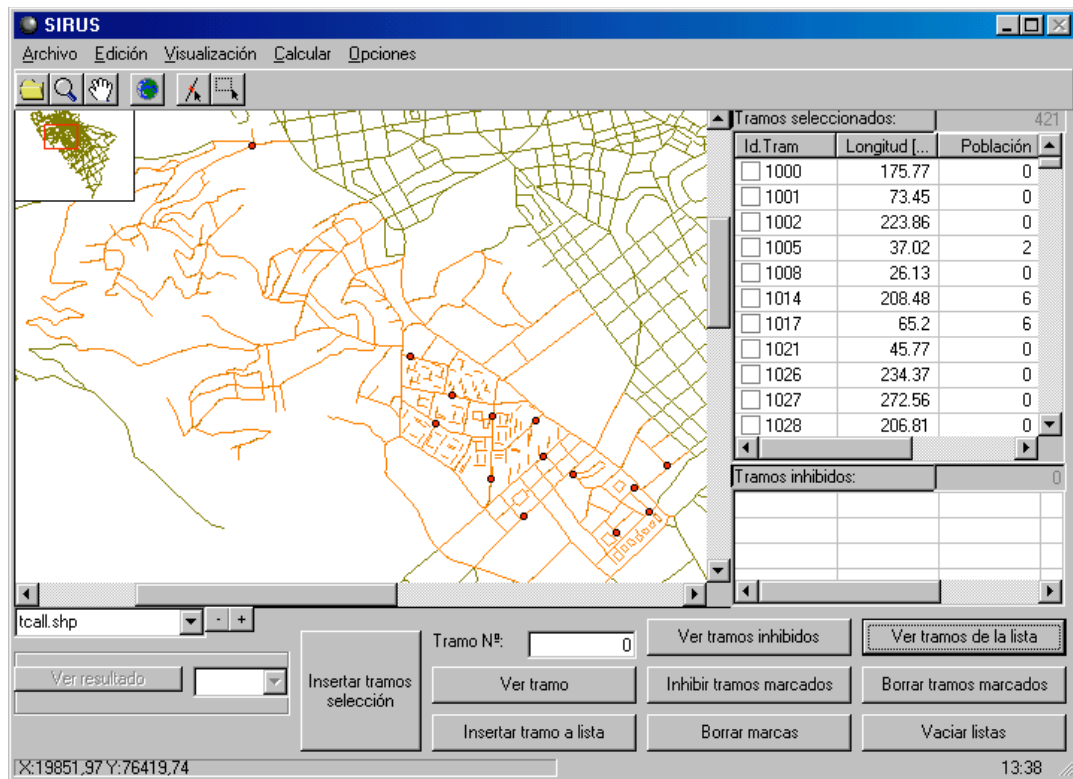 SIRUS
Archivo Edición Visualización Calcular Opciones
Tramos seleccionados: 421
Id.Tram Longitud [... Población
1000 175.77 0
1001 73.45 0
1002 223.86 0
1005 37.02 2
1008 26.13 0
1014 208.48 6
1017 65.2 6
1021 45.77 0
1026 234.37 0
1027 272.56 0
1028 206.81 0
Tramos inhibidos: 0
tcall.shp - +
Ver resultado
Insertar tramos selección
Tramo Nº: 0
Ver tramo
Insertar tramo a lista
Ver tramos inhibidos
Inhibir tramos marcados
Borrar marcas
Ver tramos de la lista
Borrar tramos marcados
Vaciar listas
X:19851,97 Y:76419,74
13:38